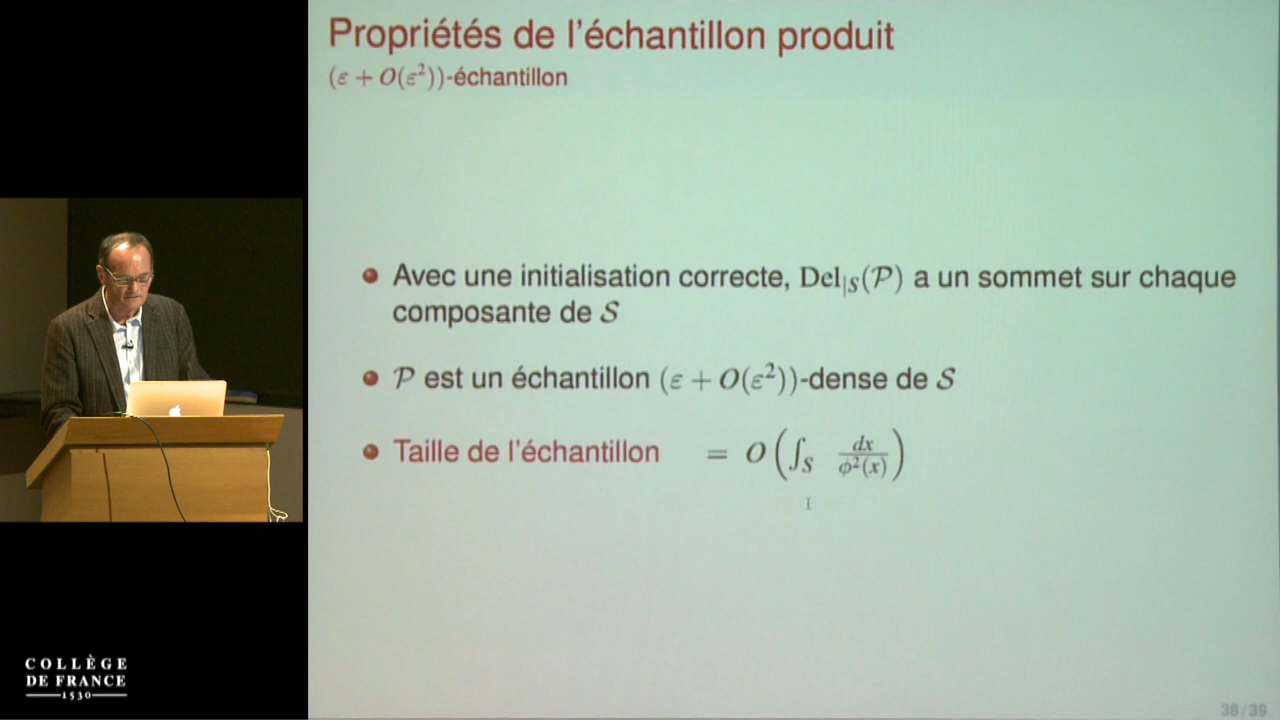 Propriétés de l'échantillon produit
(ε + O(ε²))-échantillon
Avec une initialisation correcte, Del|S(P) a un sommet sur chaque
composante de S
P est un échantillon (ε + O(ε²))-dense de S
Taille de l'échantillon = O(∫S dx/φ²(x))
COLLÈGE
DE FRANCE
1530
38/39